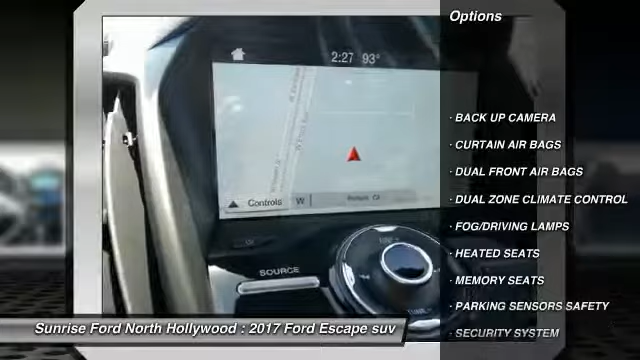 Options
2:27 93°
· BACK UP CAMERA
· CURTAIN AIR BAGS
· DUAL FRONT AIR BAGS
· DUAL ZONE CLIMATE CONTROL
Controls
W
· FOG/DRIVING LAMPS
· HEATED SEATS
SOURCE
· MEMORY SEATS
· PARKING SENSORS SAFETY
Sunrise Ford North Hollywood : 2017 Ford Escape suv
· SECURITY SYSTEM